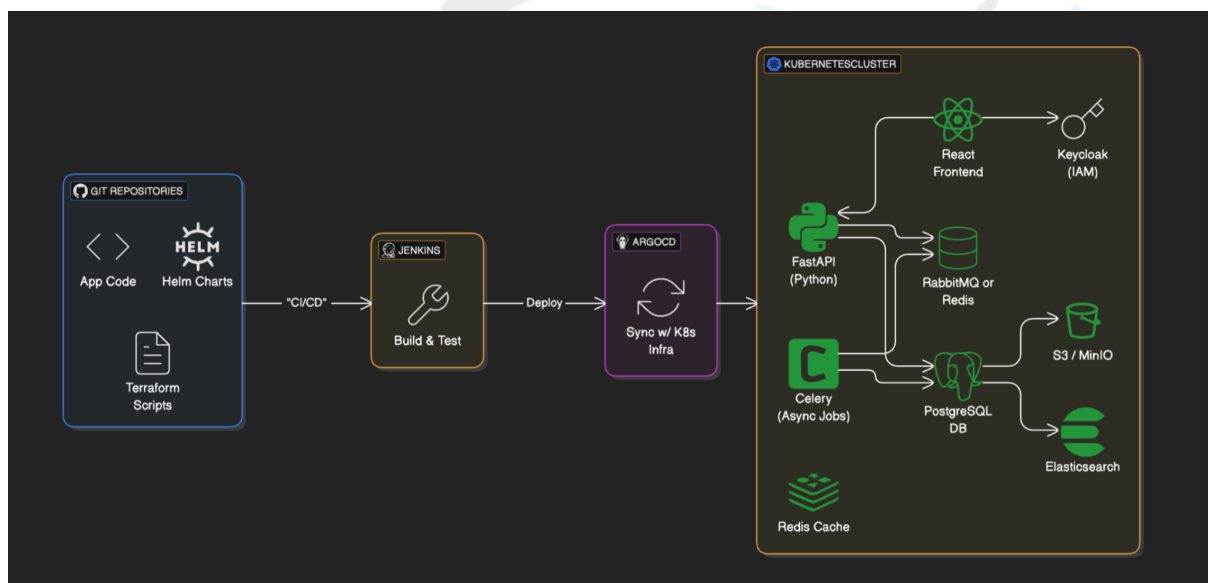 GIT REPOSITORIES
App Code
HELM
Helm Charts
Terraform
Scripts
"CI/CD"
JENKINS
Build & Test
Deploy
ARGOCD
Sync w/ K8s
Infra
KUBERNETESCLUSTER
React
Frontend
Keycloak
(IAM)
FastAPI
(Python)
RabbitMQ or
Redis
S3 / MinIO
C
Celery
(Async Jobs)
PostgreSQL
DB
Elasticsearch
Redis Cache